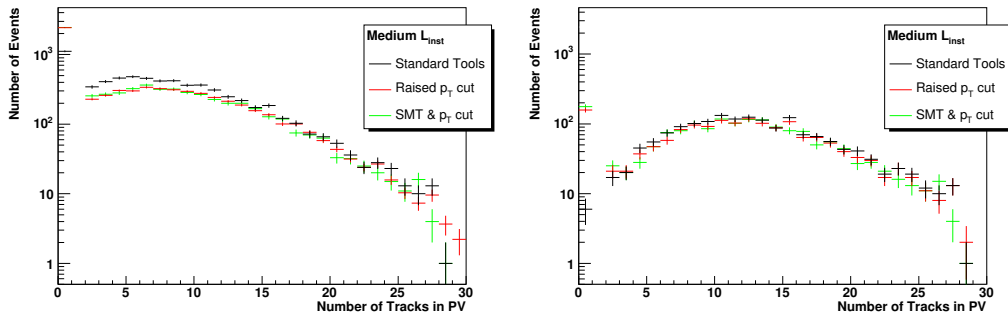 Number of Events
10³
10²
10
1
Medium L_inst
Standard Tools
Raised p_T cut
SMT & p_T cut
0 5 10 15 20 25 30
Number of Tracks in PV
Number of Events
10³
10²
10
1
Medium L_inst
Standard Tools
Raised p_T cut
SMT & p_T cut
0 5 10 15 20 25 30
Number of Tracks in PV